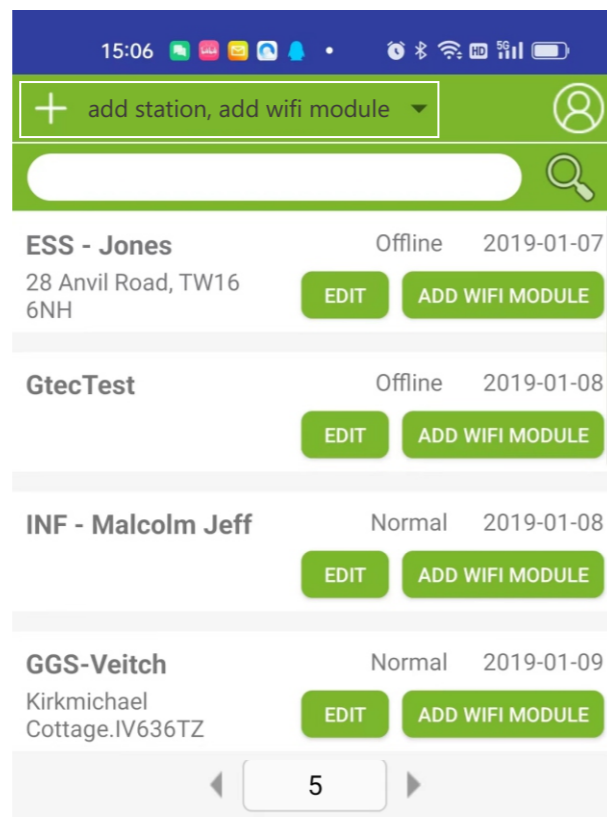 15:06
HD 5G
add station, add wifi module
ESS - Jones Offline 2019-01-07
28 Anvil Road, TW16
6NH
EDIT ADD WIFI MODULE
GtecTest Offline 2019-01-08
EDIT ADD WIFI MODULE
INF - Malcolm Jeff Normal 2019-01-08
EDIT ADD WIFI MODULE
GGS-Veitch Normal 2019-01-09
Kirkmichael
Cottage.IV636TZ
EDIT ADD WIFI MODULE
5